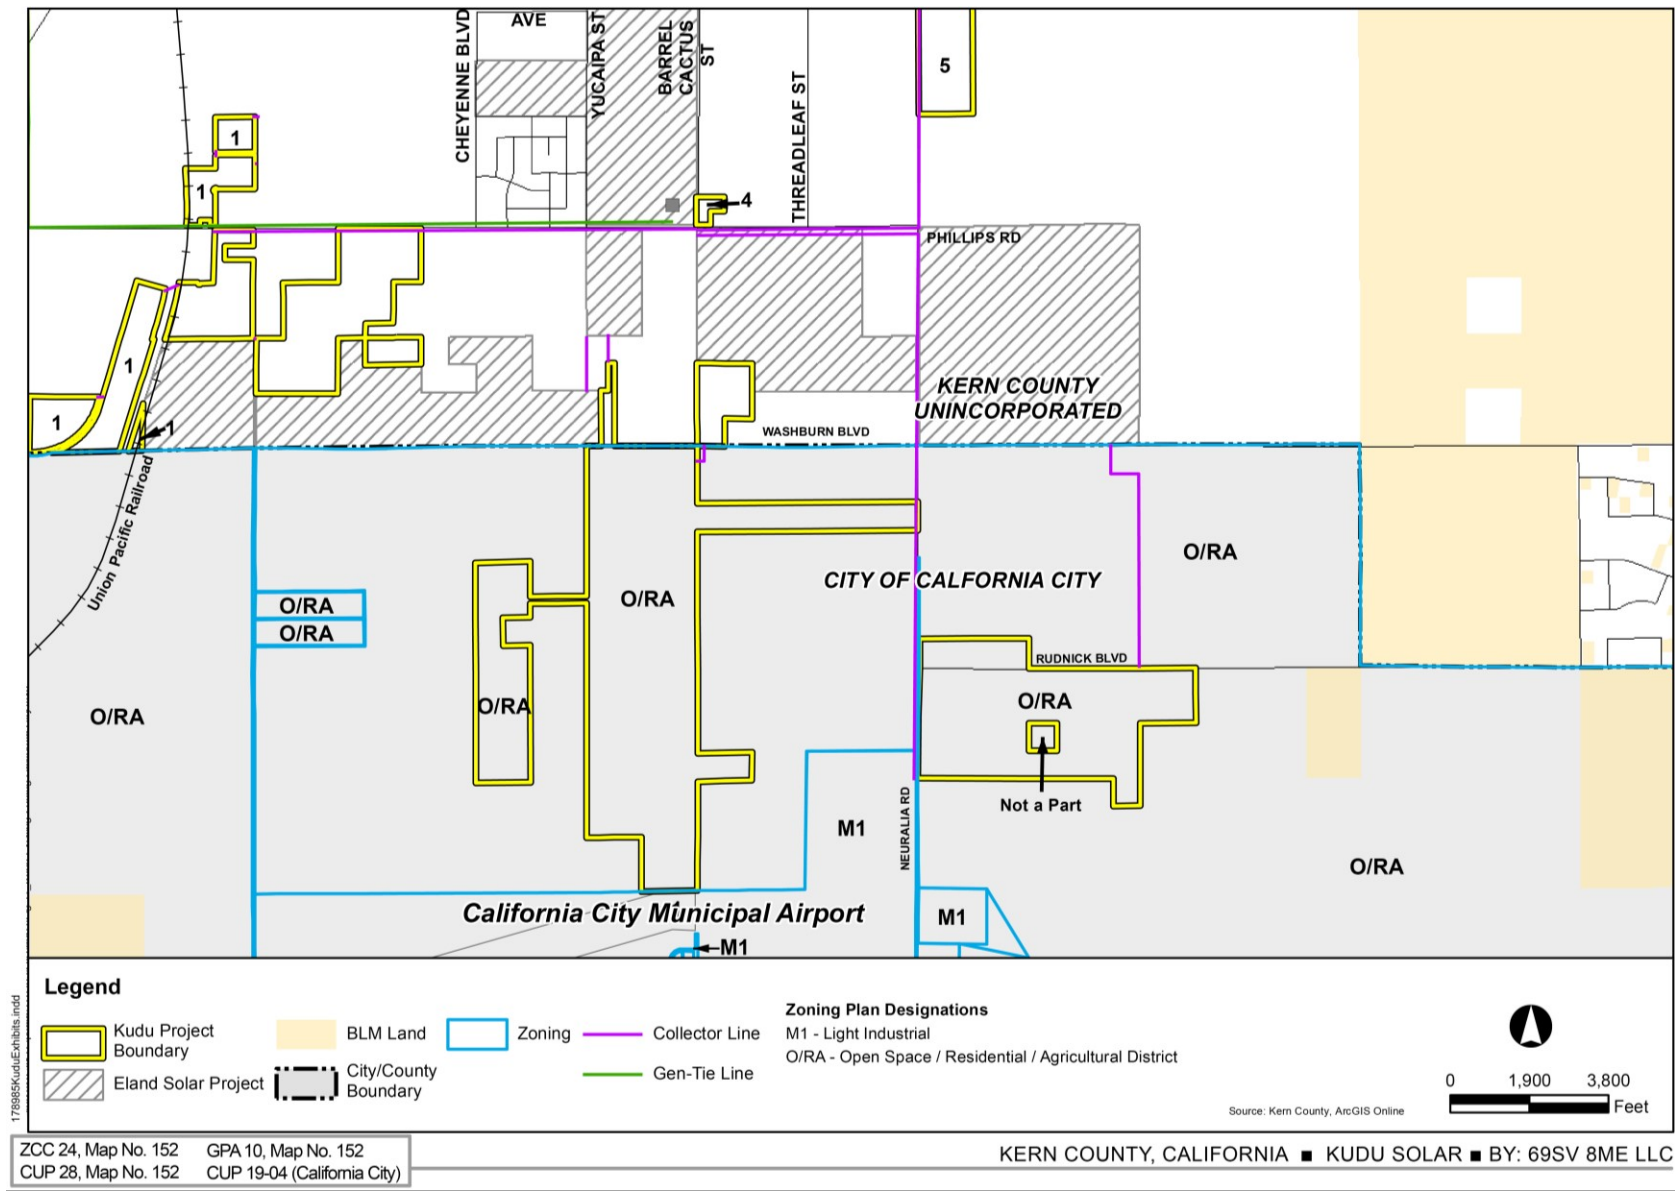 AVE
CHEYENNE BLVD
YUCAIPA ST
BARREL
CACTUS
ST
THREADLEAF ST
5
1
1
4
PHILLIPS RD
1
1
1
KERN COUNTY
UNINCORPORATED
WASHBURN BLVD
Union Pacific Railroad
O/RA
CITY OF CALFORNIA CITY
O/RA
O/RA
O/RA
RUDNICK BLVD
O/RA
O/RA
O/RA
Not a Part
NEURALIA RD
M1
O/RA
California City Municipal Airport
M1
M1
Legend
Kudu Project
Boundary
Eland Solar Project
BLM Land
City/County
Boundary
Zoning
Collector Line
Gen-Tie Line
Zoning Plan Designations
M1 - Light Industrial
O/RA - Open Space / Residential / Agricultural District
0 1,900 3,800
Feet
Source: Kern County, ArcGIS Online
178985KuduExhibits.indd
ZCC 24, Map No. 152 GPA 10, Map No. 152
CUP 28, Map No. 152 CUP 19-04 (California City)
KERN COUNTY, CALIFORNIA ■ KUDU SOLAR ■ BY: 69SV 8ME LLC